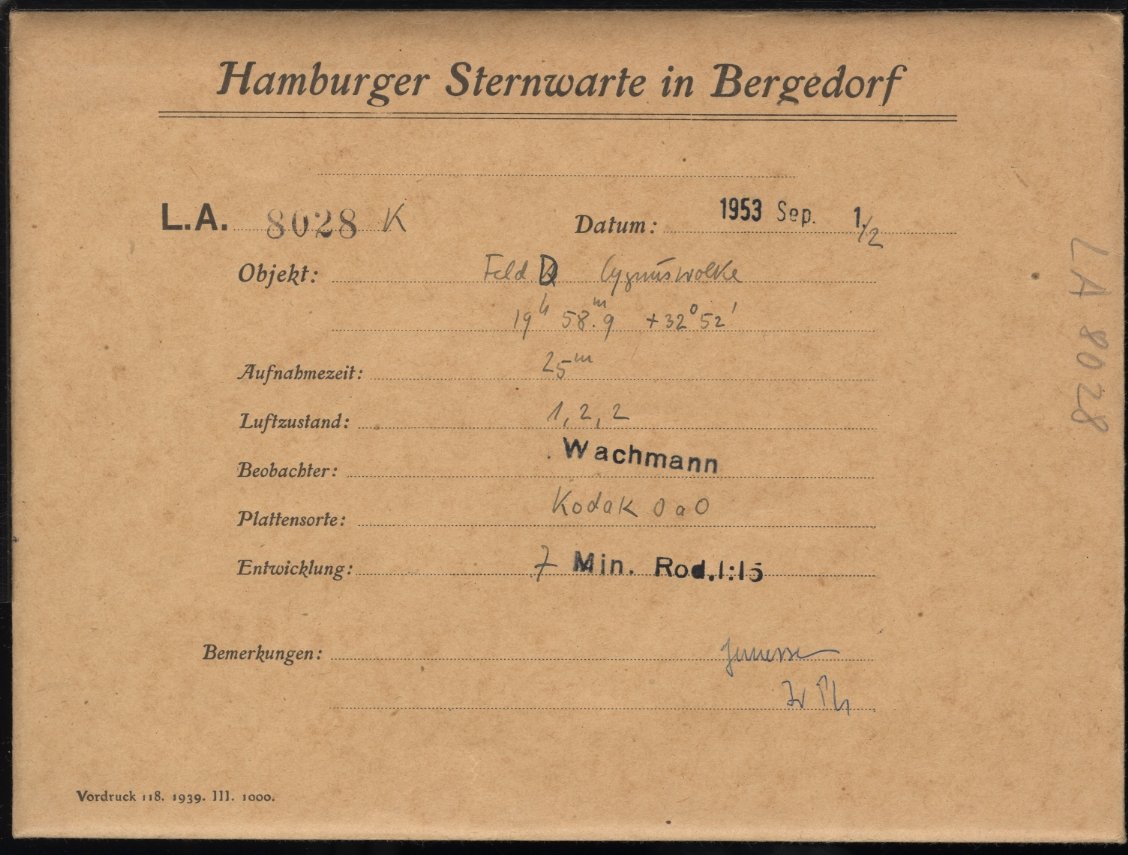 Hamburger Sternwarte in Bergedorf
L.A. 8028 K Datum: 1953 Sep. 1/2
Objekt: Feld D Cygnuswolke
19h 58.m9 +32° 52'
Aufnahmezeit: 25m
Luftzustand: 1, 2, 2
Beobachter: Wachmann
Plattensorte: Kodak OaO
Entwicklung: 7 Min. Rod. 1:15
Bemerkungen:
Vordruck 118. 1939. III. 1000.
LA 8028